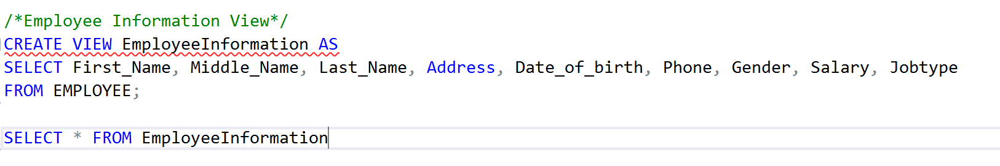 /*Employee Information View*/
CREATE VIEW EmployeeInformation AS
SELECT First_Name, Middle_Name, Last_Name, Address, Date_of_birth, Phone, Gender, Salary, Jobtype
FROM EMPLOYEE;
SELECT * FROM EmployeeInformation